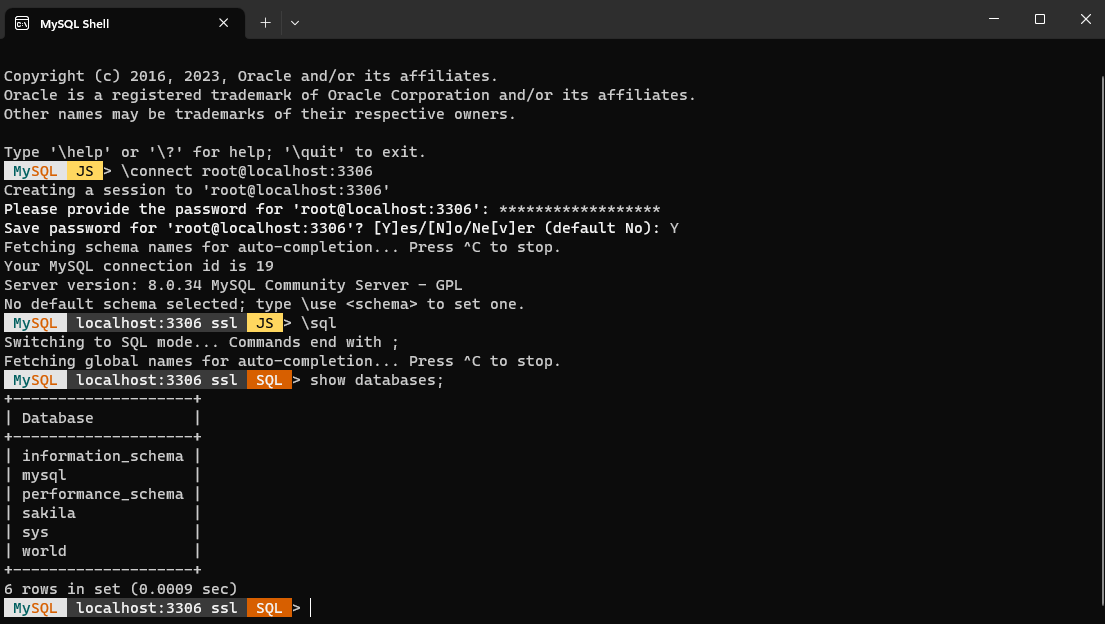 MySQL Shell
Copyright (c) 2016, 2023, Oracle and/or its affiliates.
Oracle is a registered trademark of Oracle Corporation and/or its affiliates.
Other names may be trademarks of their respective owners.
Type '\help' or '\?' for help; '\quit' to exit.
MySQL JS > \connect root@localhost:3306
Creating a session to 'root@localhost:3306'
Please provide the password for 'root@localhost:3306': ******************
Save password for 'root@localhost:3306'? [Y]es/[N]o/Ne[v]er (default No): Y
Fetching schema names for auto-completion... Press ^C to stop.
Your MySQL connection id is 19
Server version: 8.0.34 MySQL Community Server - GPL
No default schema selected; type \use <schema> to set one.
MySQL localhost:3306 ssl JS > \sql
Switching to SQL mode... Commands end with ;
Fetching global names for auto-completion... Press ^C to stop.
MySQL localhost:3306 ssl SQL > show databases;
+--------------------+
| Database           |
+--------------------+
| information_schema |
| mysql              |
| performance_schema |
| sakila             |
| sys                |
| world              |
+--------------------+
6 rows in set (0.0009 sec)
MySQL localhost:3306 ssl SQL >